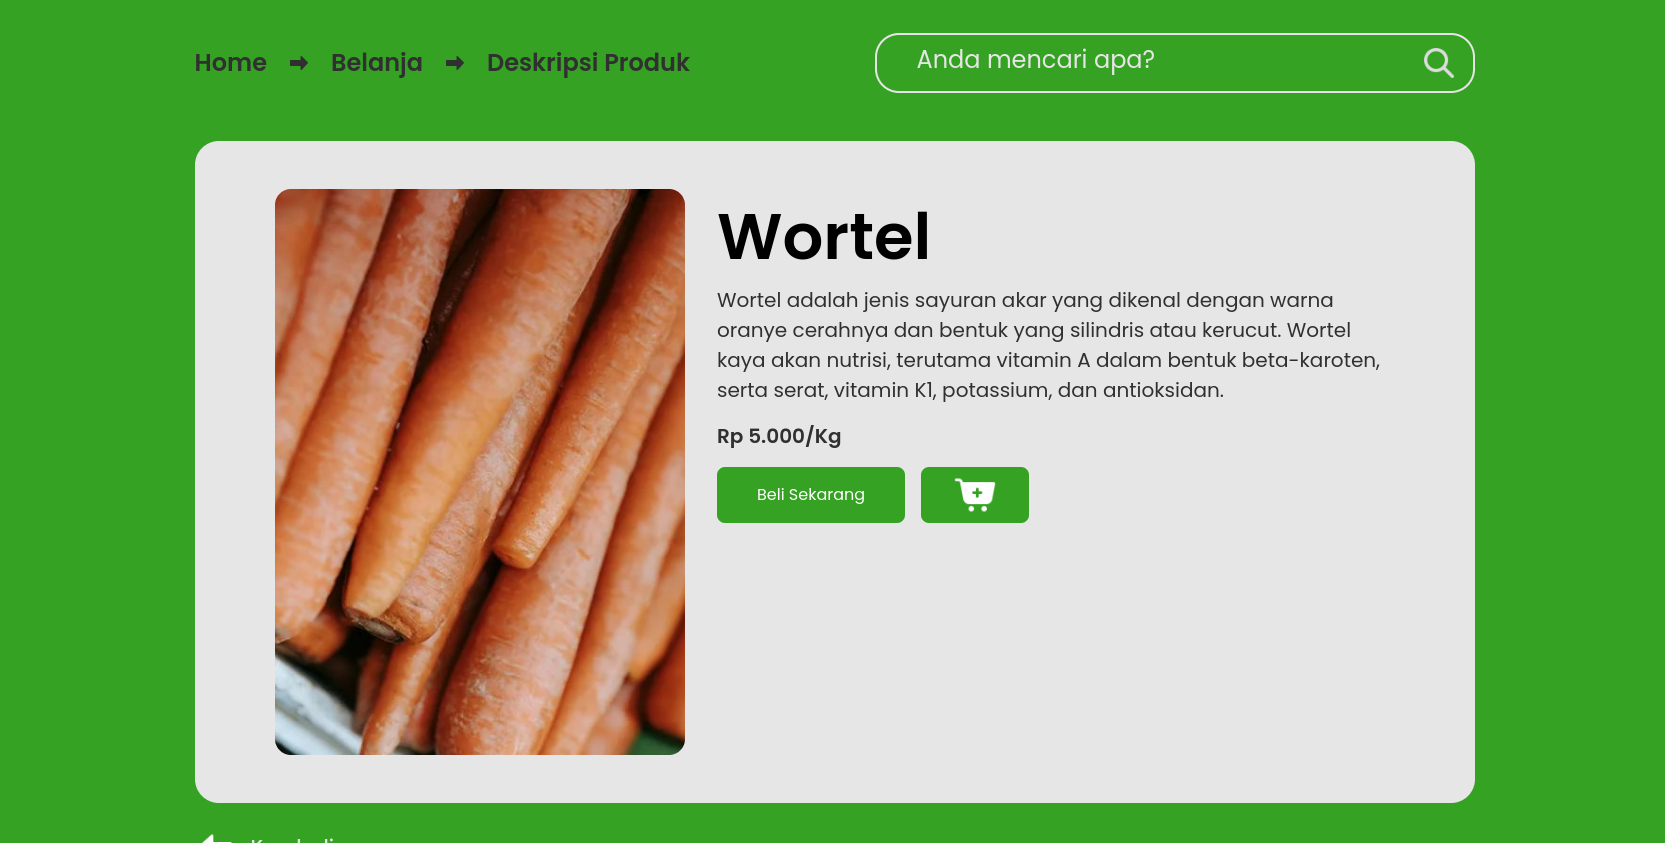 Home Belanja Deskripsi Produk
Anda mencari apa?
Wortel
Wortel adalah jenis sayuran akar yang dikenal dengan warna
oranye cerahnya dan bentuk yang silindris atau kerucut. Wortel
kaya akan nutrisi, terutama vitamin A dalam bentuk beta-karoten,
serta serat, vitamin K1, potassium, dan antioksidan.
Rp 5.000/Kg
Beli Sekarang